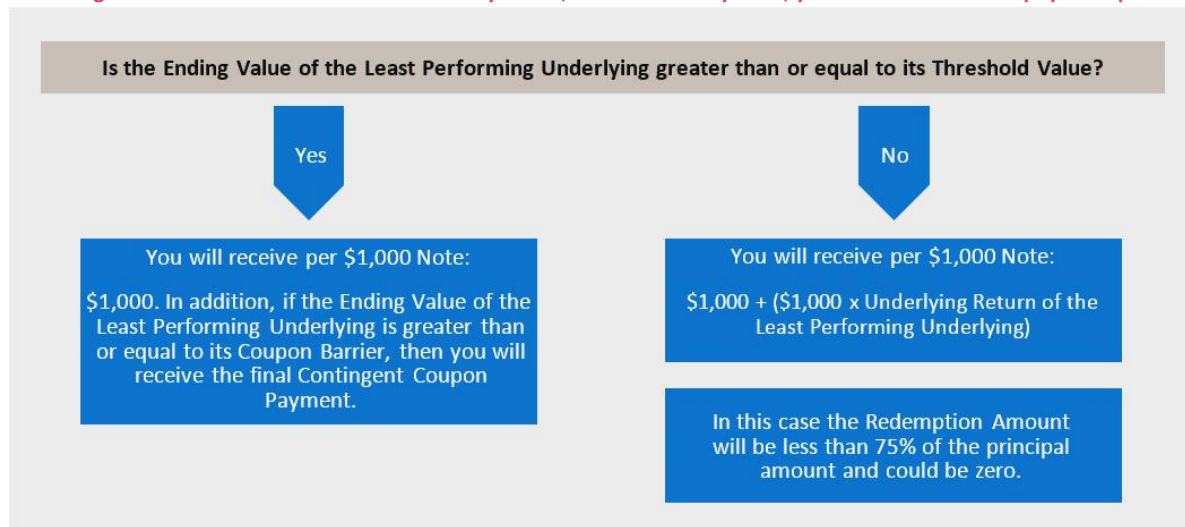 Is the Ending Value of the Least Performing Underlying greater than or equal to its Threshold Value?
Yes
No
You will receive per $1,000 Note:
$1,000. In addition, if the Ending Value of the
Least Performing Underlying is greater than
or equal to its Coupon Barrier, then you will
receive the final Contingent Coupon
Payment.
You will receive per $1,000 Note:
$1,000 + ($1,000 x Underlying Return of the
Least Performing Underlying)
In this case the Redemption Amount
will be less than 75% of the principal
amount and could be zero.